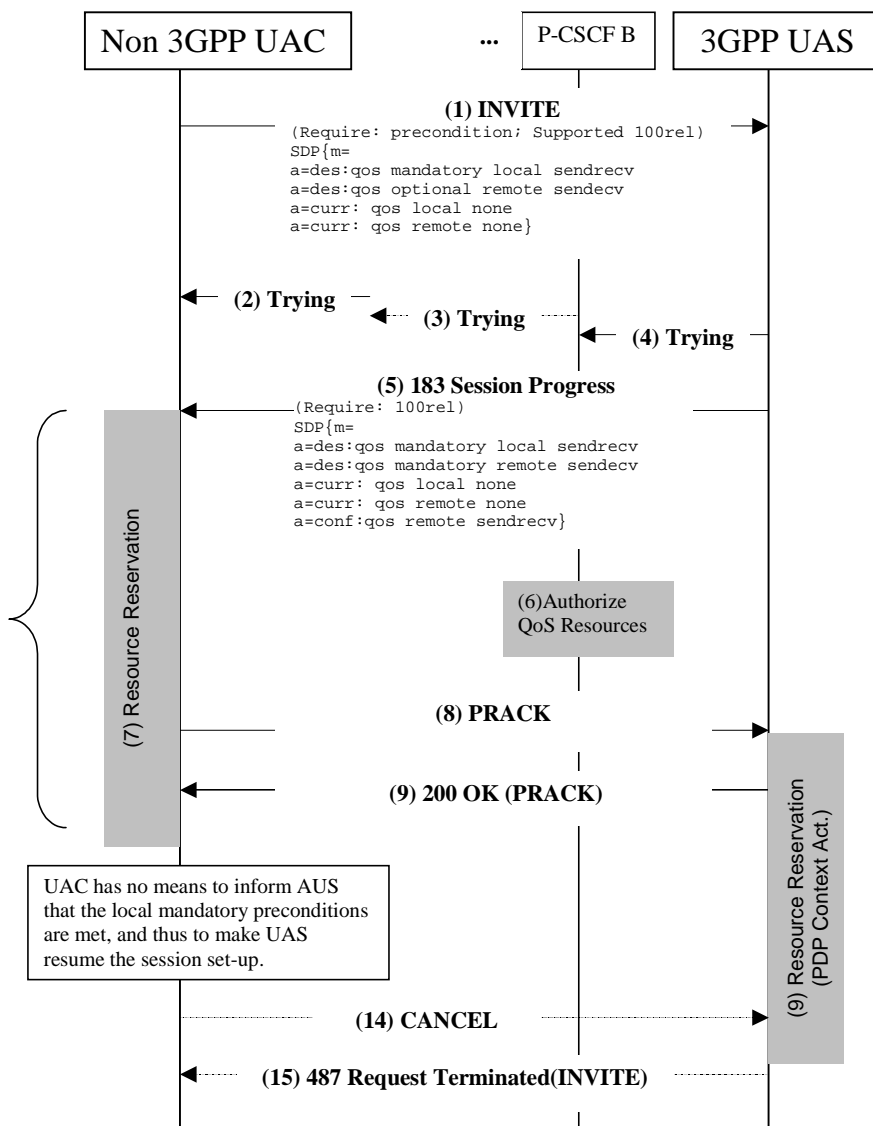 Non 3GPP UAC
...
P-CSCF B
3GPP UAS
(1) INVITE
(Require: precondition; Supported 100rel)
SDP{m=
a=des:qos mandatory local sendrecv
a=des:qos optional remote sendecv
a=curr: qos local none
a=curr: qos remote none}
(2) Trying
(3) Trying
(4) Trying
(5) 183 Session Progress
(Require: 100rel)
SDP{m=
a=des:qos mandatory local sendrecv
a=des:qos mandatory remote sendecv
a=curr: qos local none
a=curr: qos remote none
a=conf:qos remote sendrecv}
(6)Authorize
QoS Resources
(7) Resource Reservation
(8) PRACK
(9) 200 OK (PRACK)
(9) Resource Reservation
(PDP Context Act.)
UAC has no means to inform AUS
that the local mandatory preconditions
are met, and thus to make UAS
resume the session set-up.
(14) CANCEL
(15) 487 Request Terminated(INVITE)